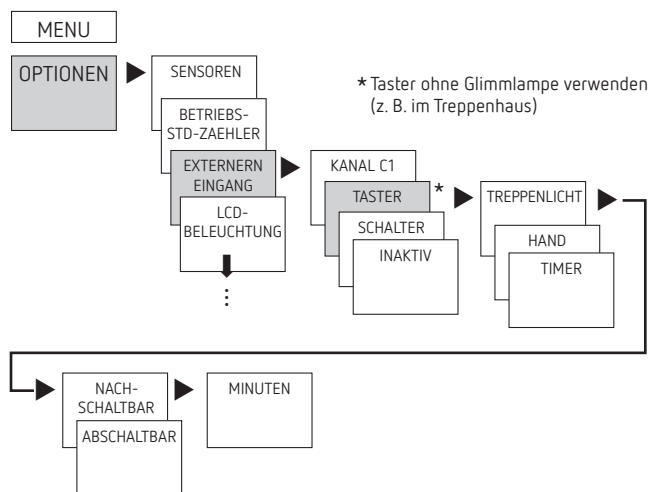 MENU
OPTIONEN
SENSOREN
BETRIEBS-
STD-ZAEHLER
EXTERNERN
EINGANG
LCD-
BELEUCHTUNG
* Taster ohne Glimmlampe verwenden
(z. B. im Treppenhaus)
KANAL C1
TASTER *
SCHALTER
INAKTIV
TREPPENLICHT
HAND
TIMER
NACH-
SCHALTBAR
ABSCHALTBAR
MINUTEN